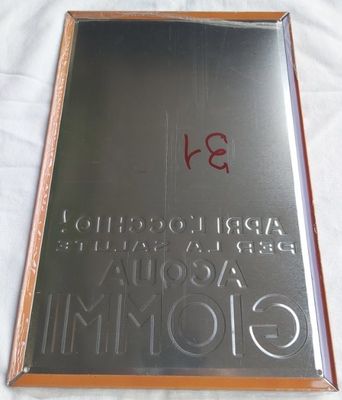 31
APRI L'OCCHIO!
PER LA SALUTE
ACQUA
GIOMMI